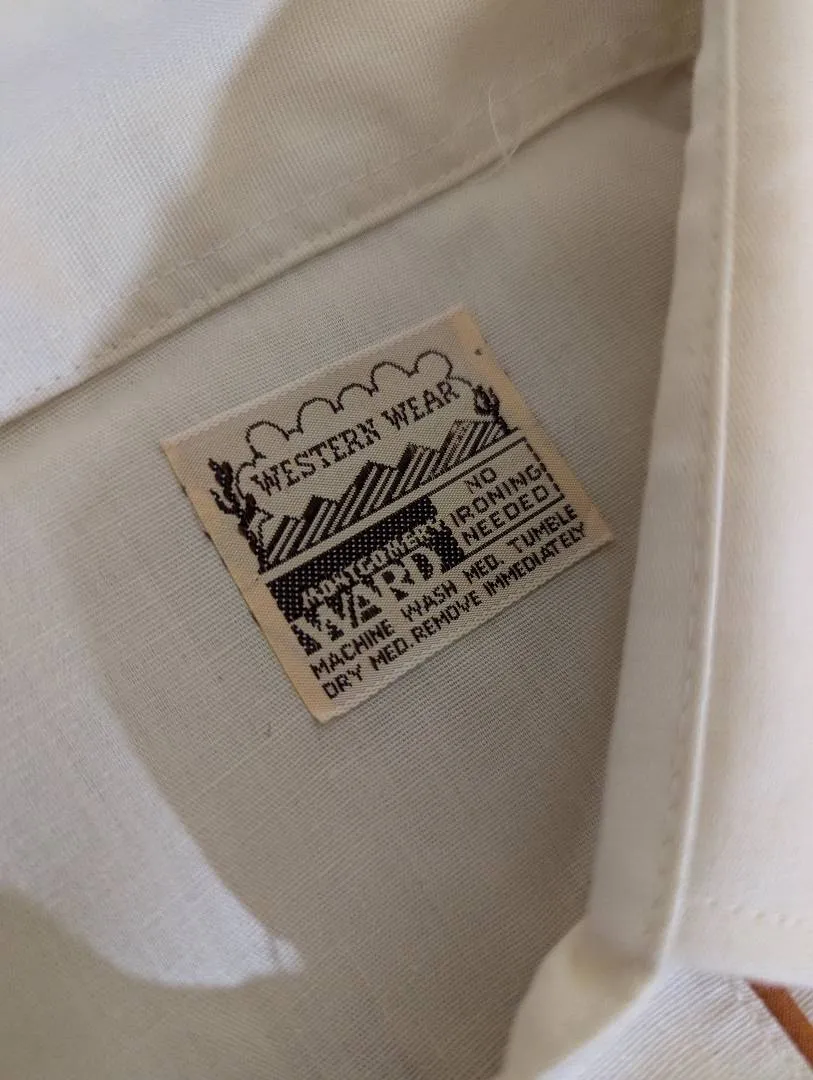 WESTERN WEAR
NO
IRONING
NEEDED
MONTGOMERY
WARD
MACHINE WASH MED. TUMBLE
DRY MED. REMOVE IMMEDIATELY